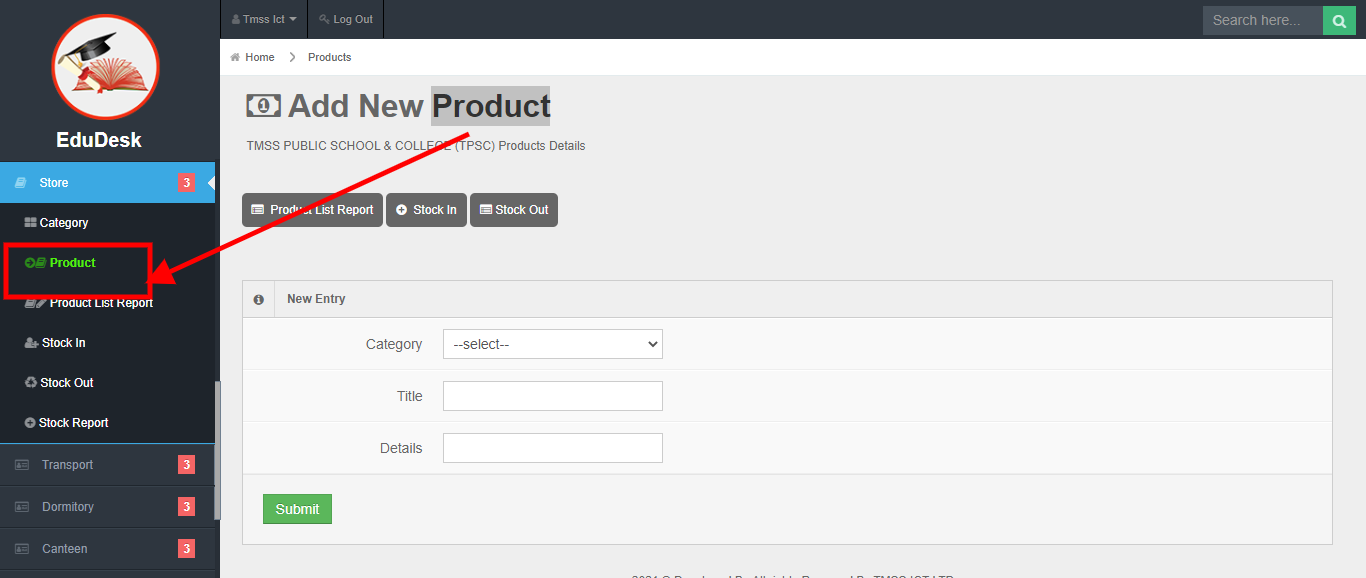 Tmss Ict
Log Out
Search here...
EduDesk
Home
Products
Add New Product
TMSS PUBLIC SCHOOL & COLLEGE (TPSC) Products Details
Store
3
Category
Product
Product List Report
Stock In
Stock Out
Stock Report
Transport
3
Dormitory
3
Canteen
3
Product List Report
Stock In
Stock Out
New Entry
Category
--select--
Title
Details
Submit